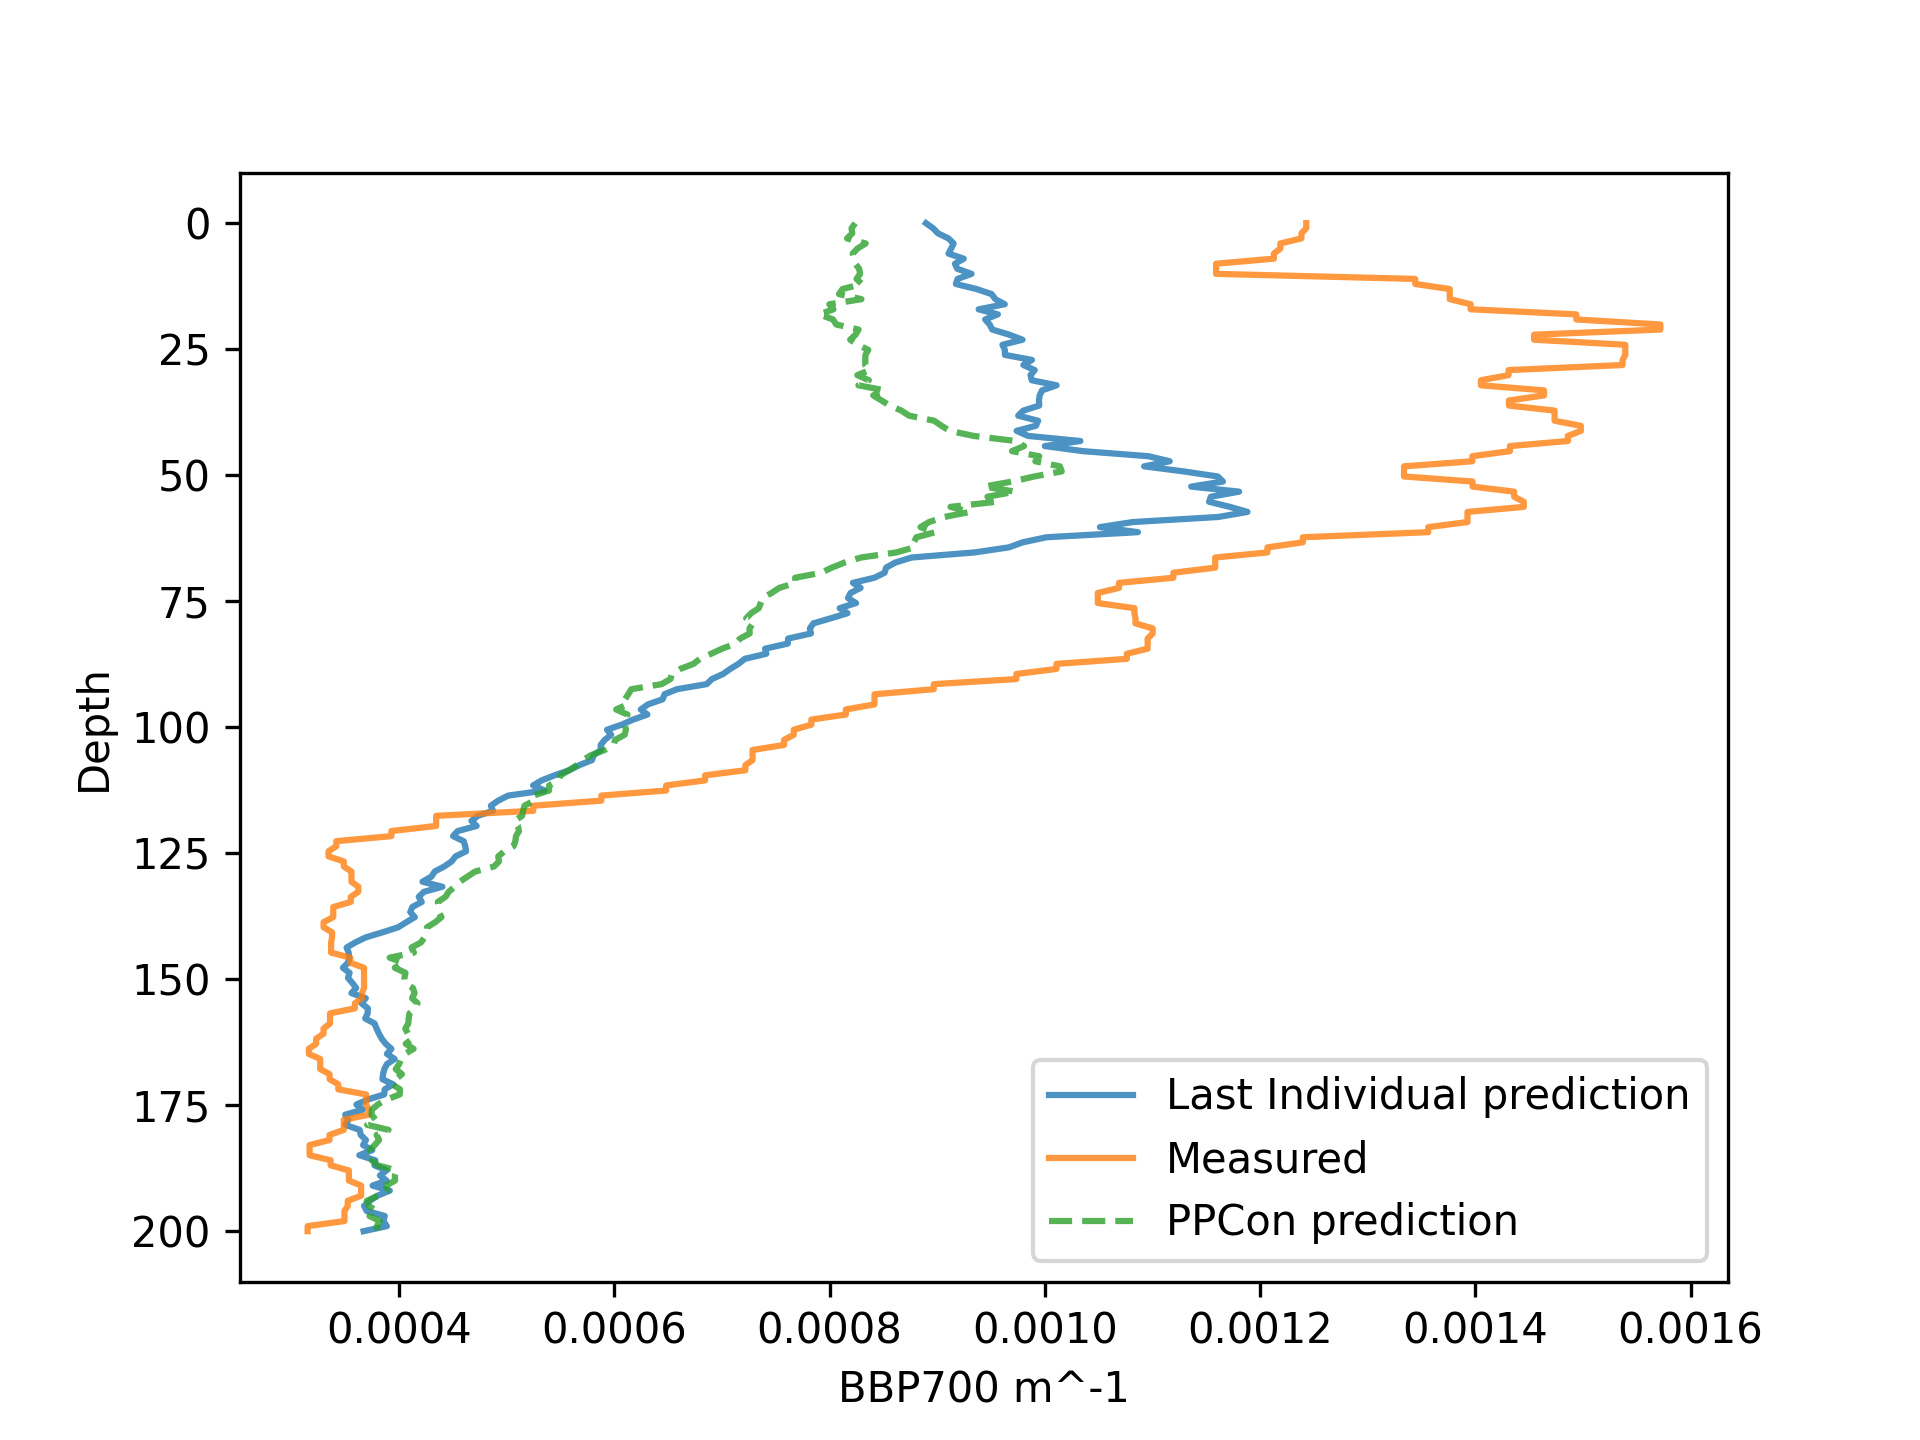 0
25
50
75
100
125
150
175
200
Depth
0.0004 0.0006 0.0008 0.0010 0.0012 0.0014 0.0016
BBP700 m^-1
Last Individual prediction
Measured
PPCon prediction